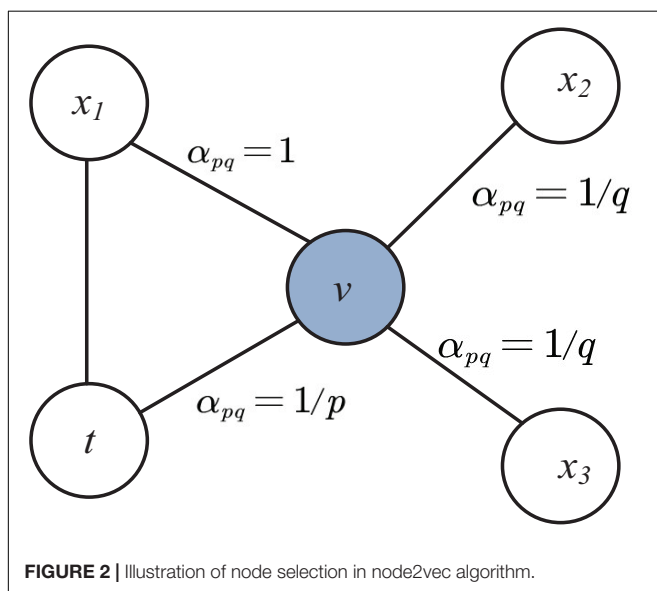 x₁
x₂
αₚq = 1
αₚq = 1/q
v
αₚq = 1/q
αₚq = 1/p
t
x₃
FIGURE 2 | Illustration of node selection in node2vec algorithm.